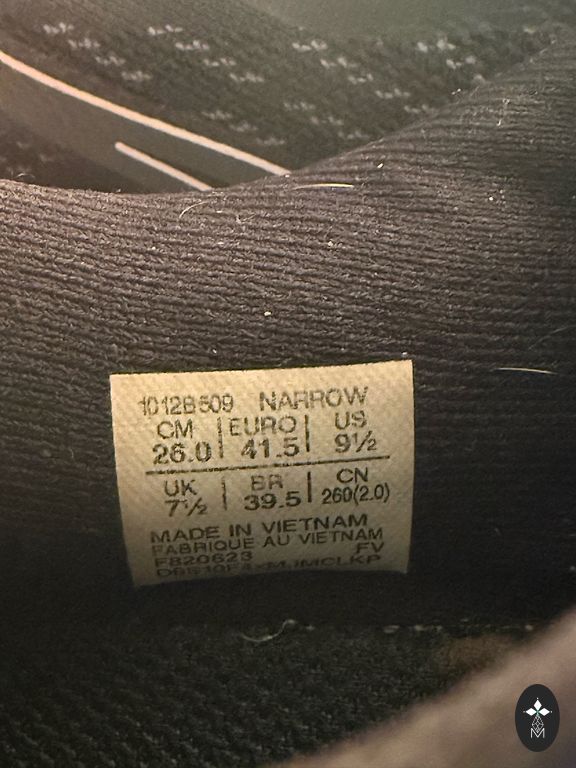 1012B509 NARROW
CM EURO US
26.0 41.5 9½
UK BR CN
7½ 39.5 260(2.0)
MADE IN VIETNAM
FABRIQUE AU VIETNAM
F820623 FV
M